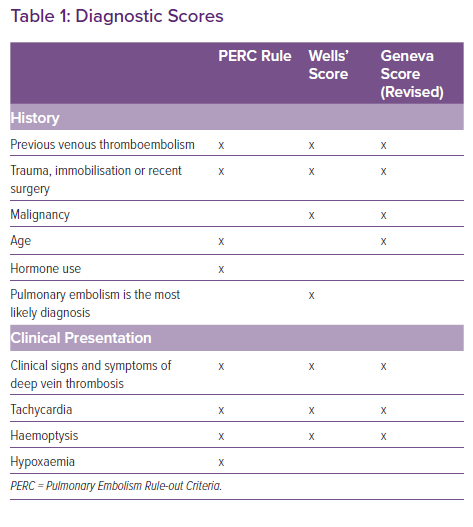 Table 1: Diagnostic Scores
PERC Rule Wells' Geneva
Score Score
(Revised)
History
Previous venous thromboembolism x x x
Trauma, immobilisation or recent x x x
surgery
Malignancy x x
Age x x
Hormone use x
Pulmonary embolism is the most x
likely diagnosis
Clinical Presentation
Clinical signs and symptoms of x x x
deep vein thrombosis
Tachycardia x x x
Haemoptysis x x x
Hypoxaemia x
PERC = Pulmonary Embolism Rule-out Criteria.